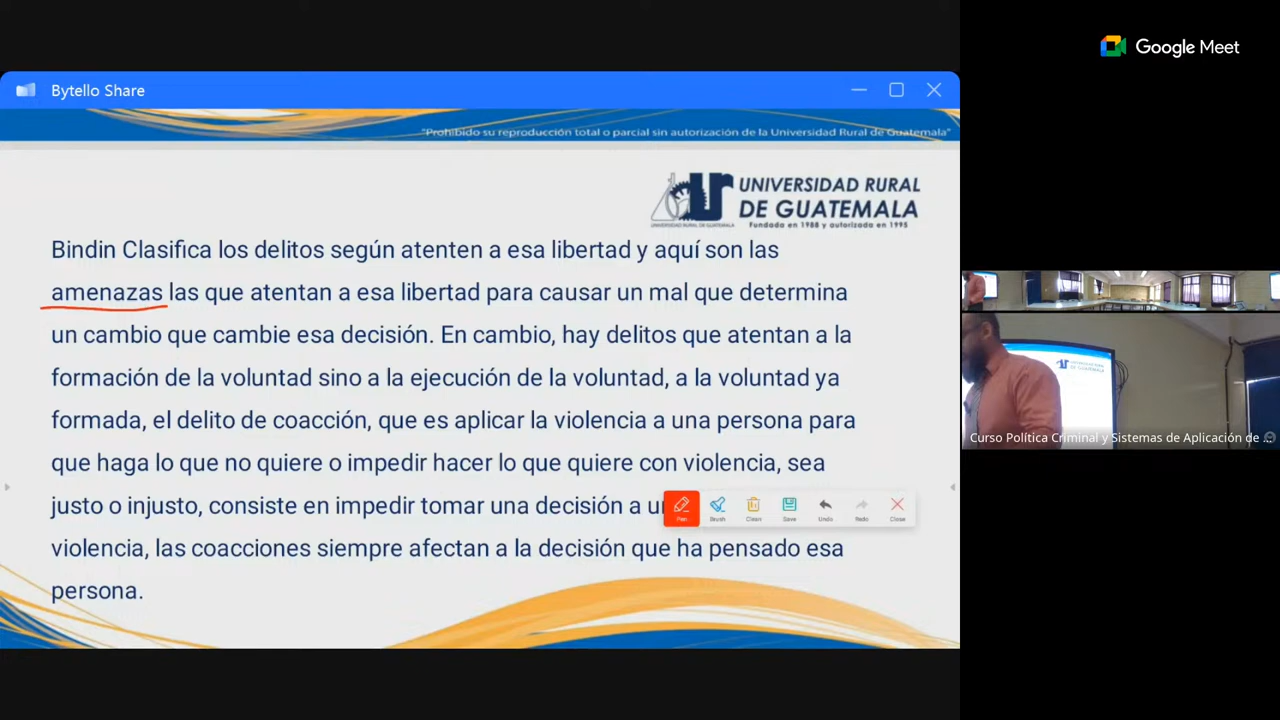 Google Meet
Bytello Share
"Prohibido su reproducción total o parcial sin autorización de la Universidad Rural de Guatemala"
UNIVERSIDAD RURAL
DE GUATEMALA
UNIVERSIDAD RURAL DE GUATEMALA
Fundada en 1988 y autorizada en 1995
Bindin Clasifica los delitos según atenten a esa libertad y aquí son las
amenazas las que atentan a esa libertad para causar un mal que determina
un cambio que cambie esa decisión. En cambio, hay delitos que atentan a la
formación de la voluntad sino a la ejecución de la voluntad, a la voluntad ya
formada, el delito de coacción, que es aplicar la violencia a una persona para
que haga lo que no quiere o impedir hacer lo que quiere con violencia, sea
justo o injusto, consiste en impedir tomar una decisión a
violencia, las coacciones siempre afectan a la decisión que ha pensado esa
persona.
Pen Brush Clean Save Undo Redo Close
UNIVERSIDAD RURAL
Curso Política Criminal y Sistemas de Aplicación de ...